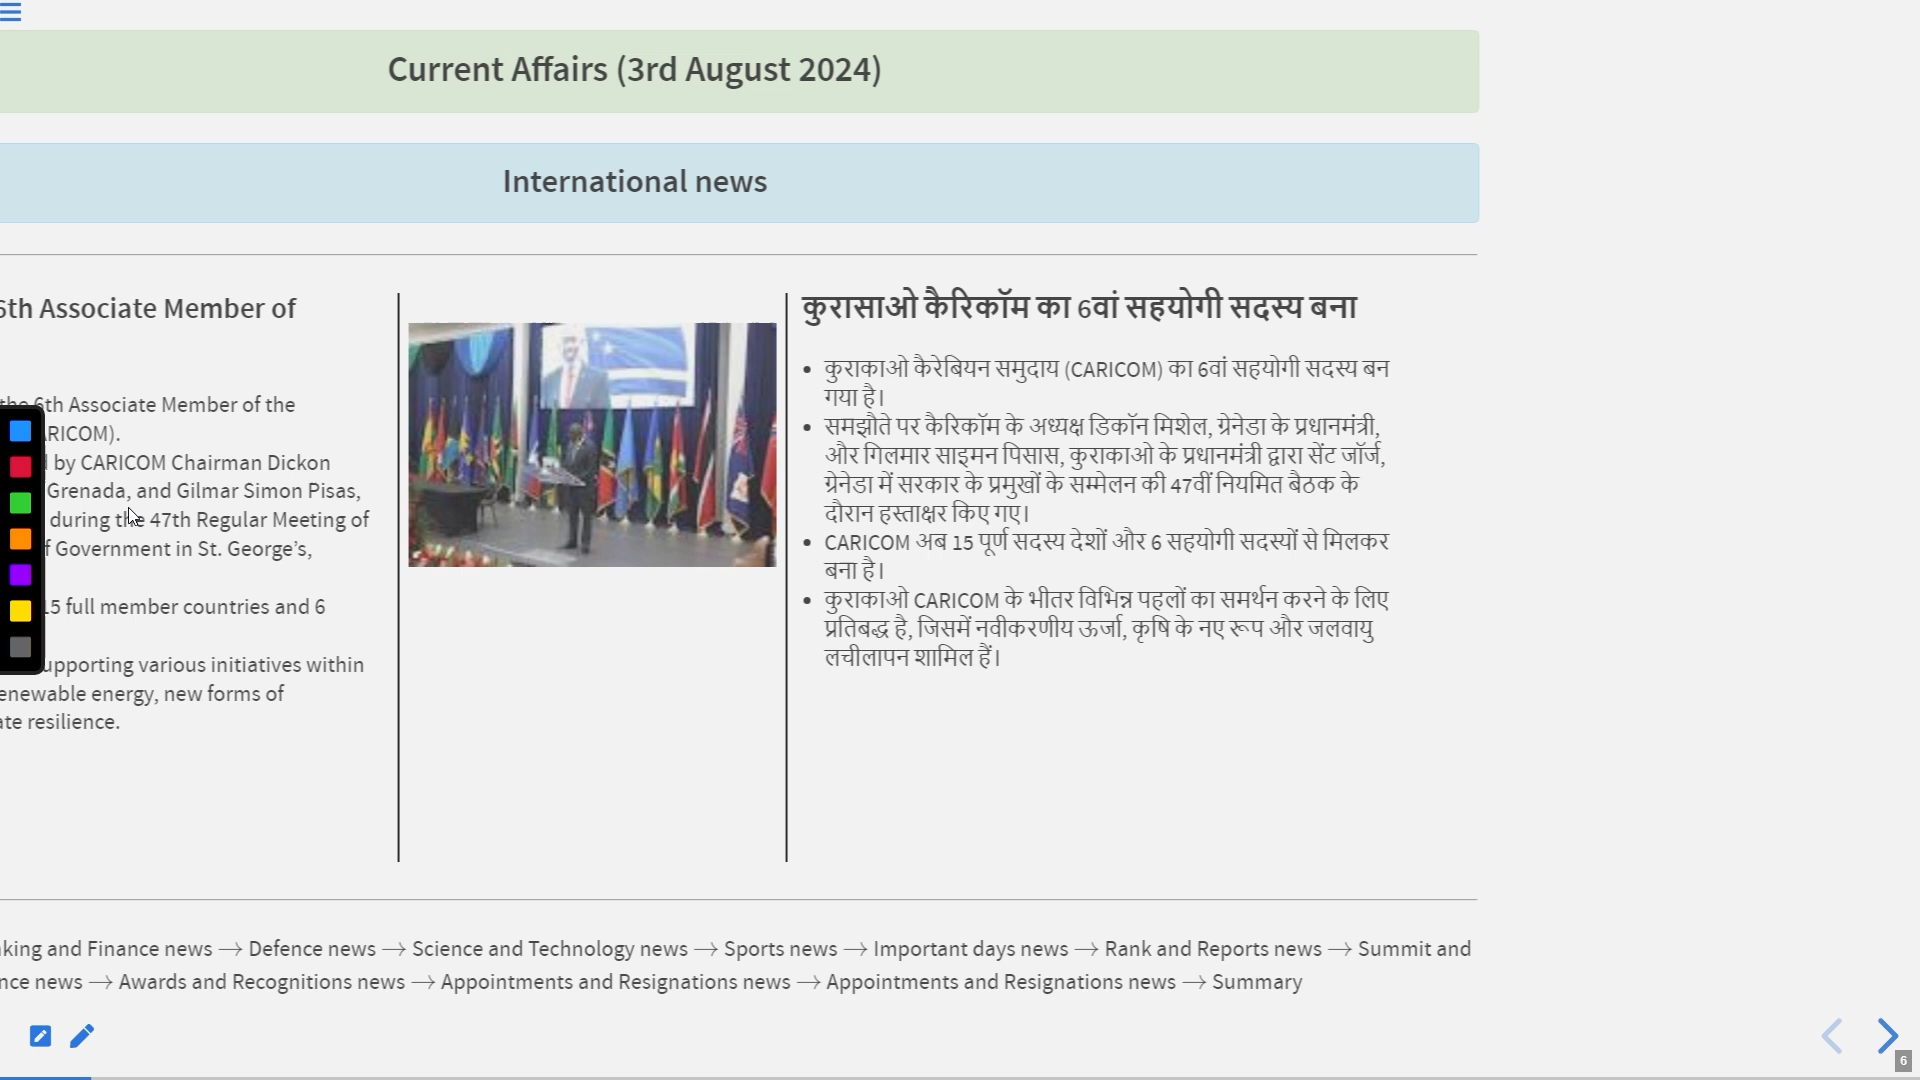 Current Affairs (3rd August 2024)
International news
6th Associate Member of
the 6th Associate Member of the
ARICOM).
by CARICOM Chairman Dickon
Grenada, and Gilmar Simon Pisas,
during the 47th Regular Meeting of
f Government in St. George's,
15 full member countries and 6
upporting various initiatives within
enewable energy, new forms of
ate resilience.
कुरासाओ कैरिकॉम का 6वां सहयोगी सदस्य बना
• कुराकाओ कैरेबियन समुदाय (CARICOM) का 6वां सहयोगी सदस्य बन
गया है।
• समझौते पर कैरिकॉम के अध्यक्ष डिकॉन मिशेल, ग्रेनेडा के प्रधानमंत्री,
और गिलमार साइमन पिसास, कुराकाओ के प्रधानमंत्री द्वारा सेंट जॉर्ज,
ग्रेनेडा में सरकार के प्रमुखों के सम्मेलन की 47वीं नियमित बैठक के
दौरान हस्ताक्षर किए गए।
• CARICOM अब 15 पूर्ण सदस्य देशों और 6 सहयोगी सदस्यों से मिलकर
बना है।
• कुराकाओ CARICOM के भीतर विभिन्न पहलों का समर्थन करने के लिए
प्रतिबद्ध है, जिसमें नवीकरणीय ऊर्जा, कृषि के नए रूप और जलवायु
लचीलापन शामिल हैं।
king and Finance news → Defence news → Science and Technology news → Sports news → Important days news → Rank and Reports news → Summit and
nce news → Awards and Recognitions news → Appointments and Resignations news → Appointments and Resignations news → Summary
6